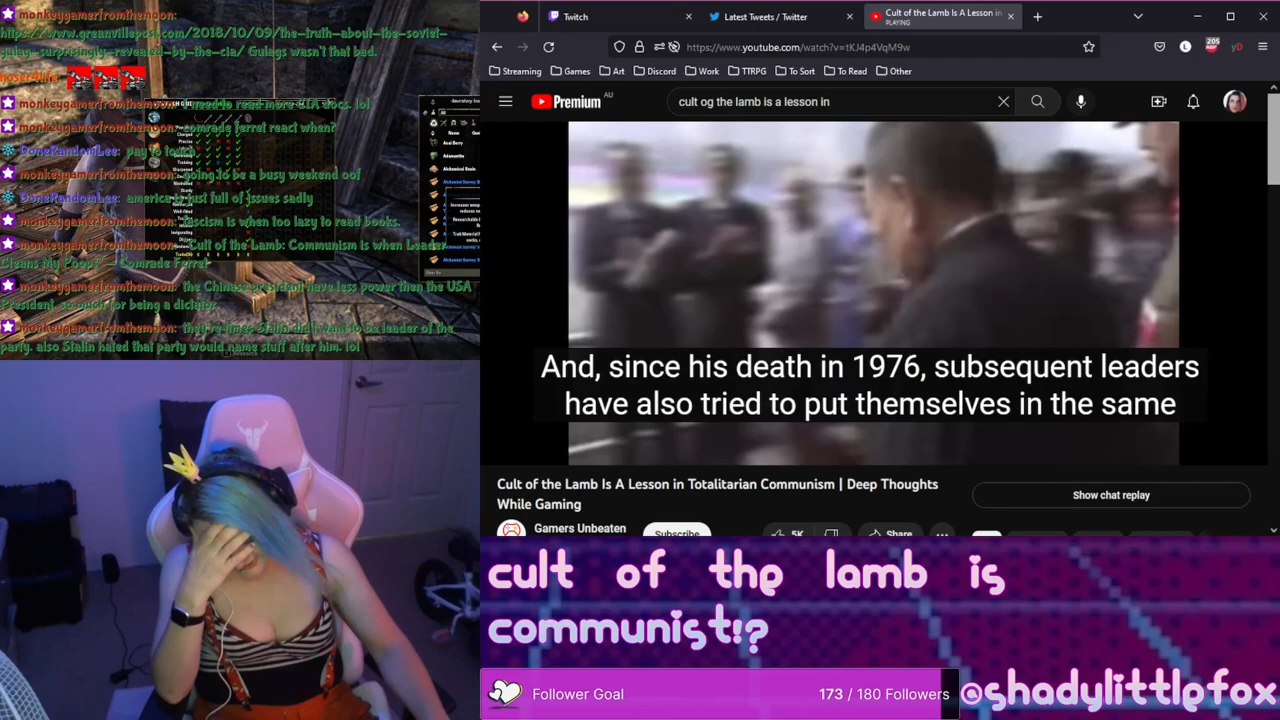 monkeygamerfromthemoon:
https://www.greanvillepost.com/2018/10/09/the-truth-about-the-soviet-
gulag-surprisingly-revealed-by-the-cia/ Gulags wasn't that bad.
monkeygamerfromthemoon: I need to read more CIA docs. lol
monkeygamerfromthemoon: comrade ferret react when?
DoneRandomLee: pay to touch
monkeygamerfromthemoon: going to be a busy weekend oof
DoneRandomLee: america is just full of issues sadly
monkeygamerfromthemoon: fascism is when too lazy to read books.
monkeygamerfromthemoon: "Cult of the Lamb: Communism is when Leader
Cleans My Poops" – Comrade Ferret
monkeygamerfromthemoon: the Chinese president have less power then the USA
President. so much for being a dictator.
monkeygamerfromthemoon: they're times Stalin didn't want to be leader of the
party. also Stalin hated that party would name stuff after him. lol
Twitch
Latest Tweets / Twitter
Cult of the Lamb Is A Lesson in
PLAYING
https://www.youtube.com/watch?v=tKJ4p4VqM9w
205
Streaming Games Art Discord Work TTRPG To Sort To Read Other
Premium AU
cult og the lamb is a lesson in
And, since his death in 1976, subsequent leaders
have also tried to put themselves in the same
Cult of the Lamb Is A Lesson in Totalitarian Communism | Deep Thoughts
While Gaming
Show chat replay
Gamers Unbeaten
Subscribe
5K
Share
cult of the lamb is
communist!?
Follower Goal
173 / 180 Followers
@shadylittlefox